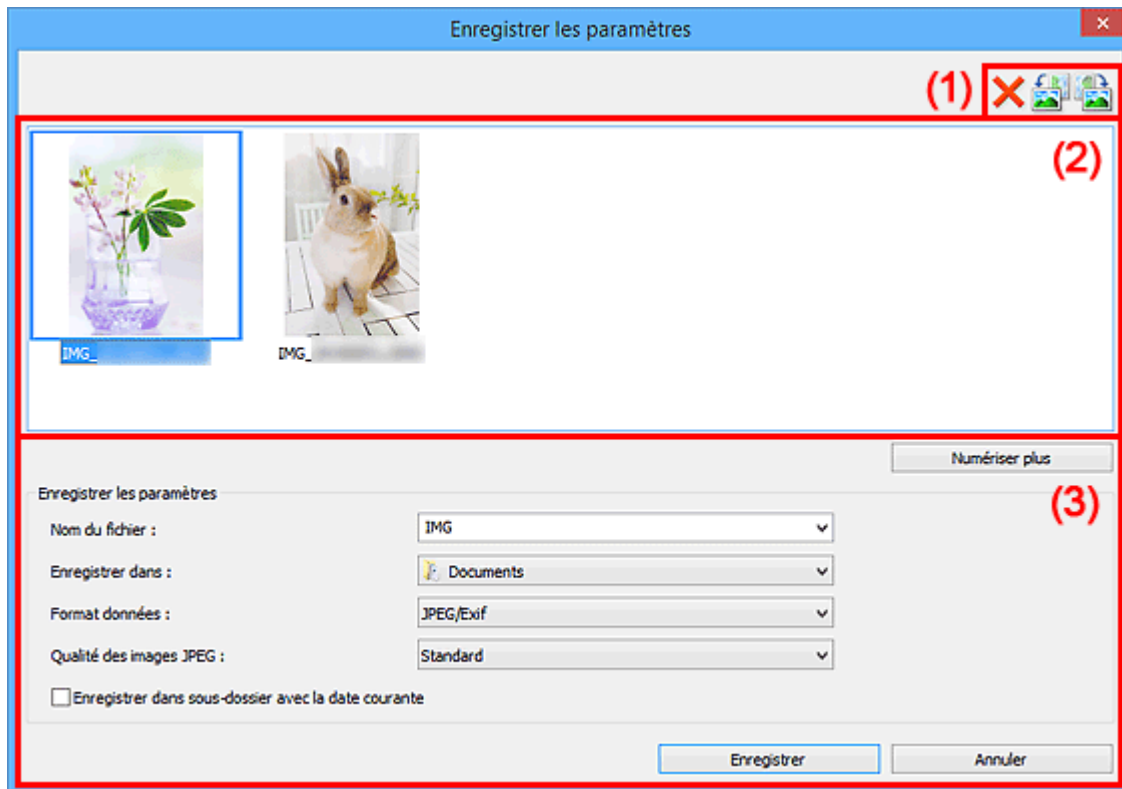 Enregistrer les paramètres
(1)
(2)
IMG_
IMG_
Numériser plus
(3)
Enregistrer les paramètres
Nom du fichier :
IMG
Enregistrer dans :
Documents
Format données :
JPEG/Exif
Qualité des images JPEG :
Standard
Enregistrer dans sous-dossier avec la date courante
Enregistrer
Annuler